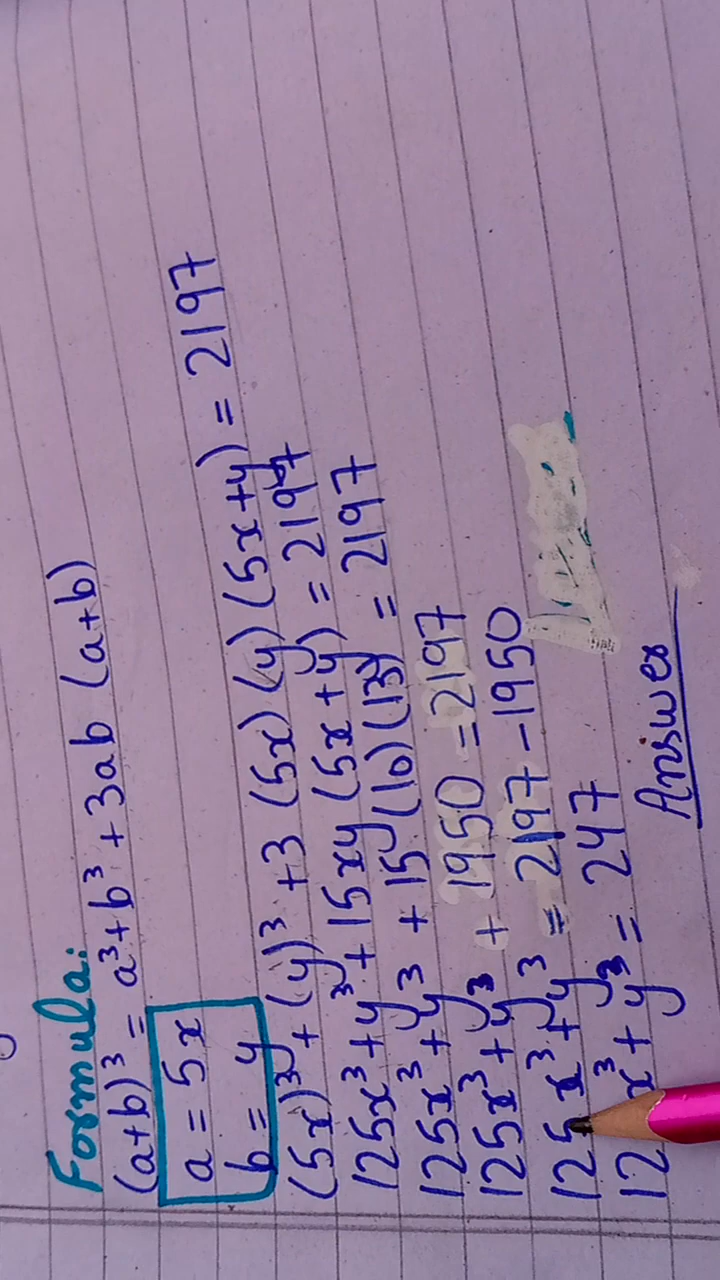 Formula:
(a+b)³ = a³+b³+3ab (a+b)
a = 5x
b = y
(5x)³ + (y)³ +3 (5x) (y) (5x+y) = 2197
125x³+y³+15xy (5x+y) = 2197
125x³+y³ +15 (10) (13) = 2197
125x³+y³ + 1950 = 2197
125x³+y³ = 2197-1950
125x³+y³ = 247
Answer